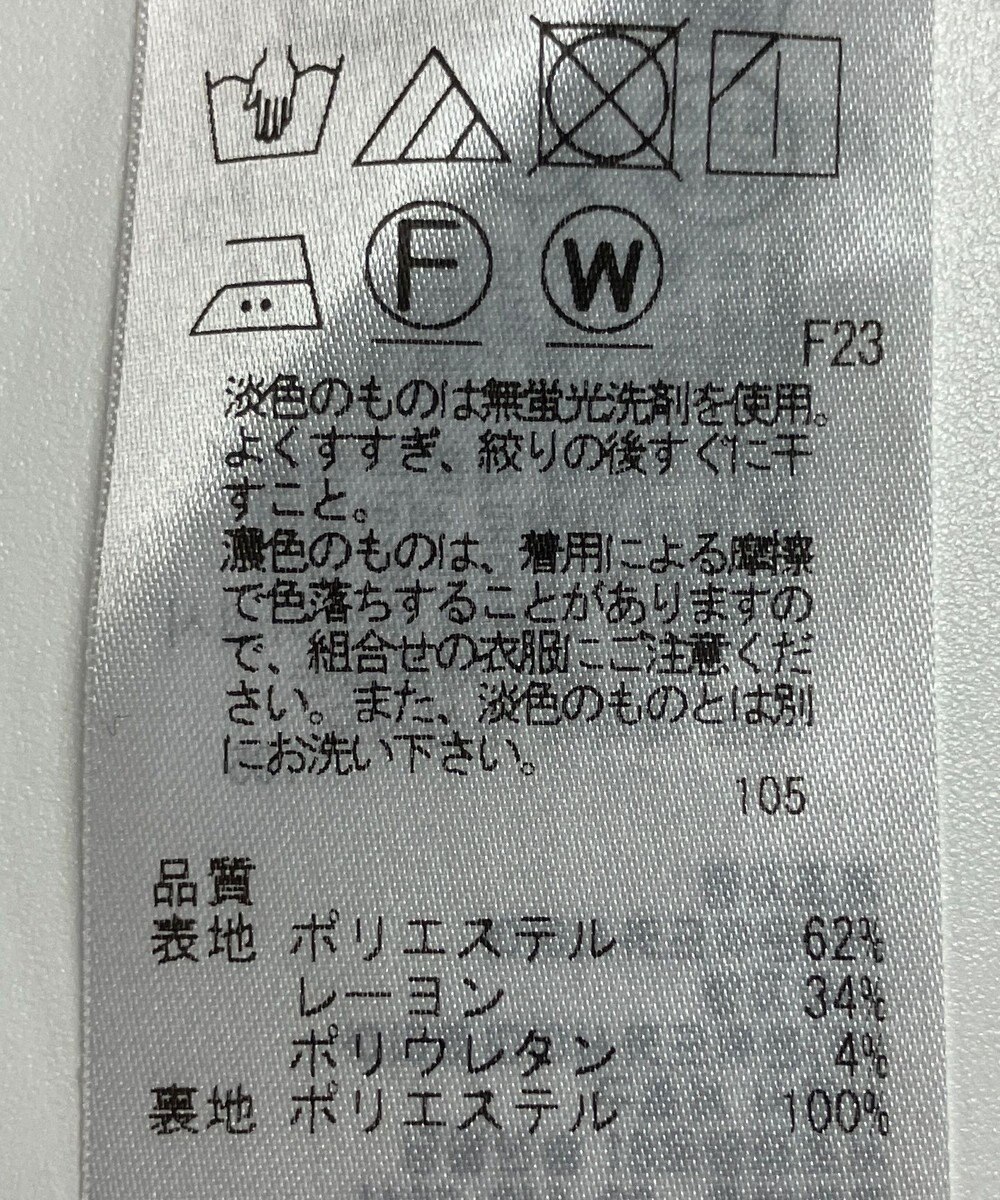 F W
F23
淡色のものは無蛍光洗剤を使用。
よくすすぎ、絞りの後すぐに干
すこと。
濃色のものは、着用による摩擦
で色落ちすることがありますの
で、組合せの衣服にご注意くだ
さい。また、淡色のものとは別
にお洗い下さい。
105
品質
表地 ポリエステル 62%
レーヨン 34%
ポリウレタン 4%
裏地 ポリエステル 100%